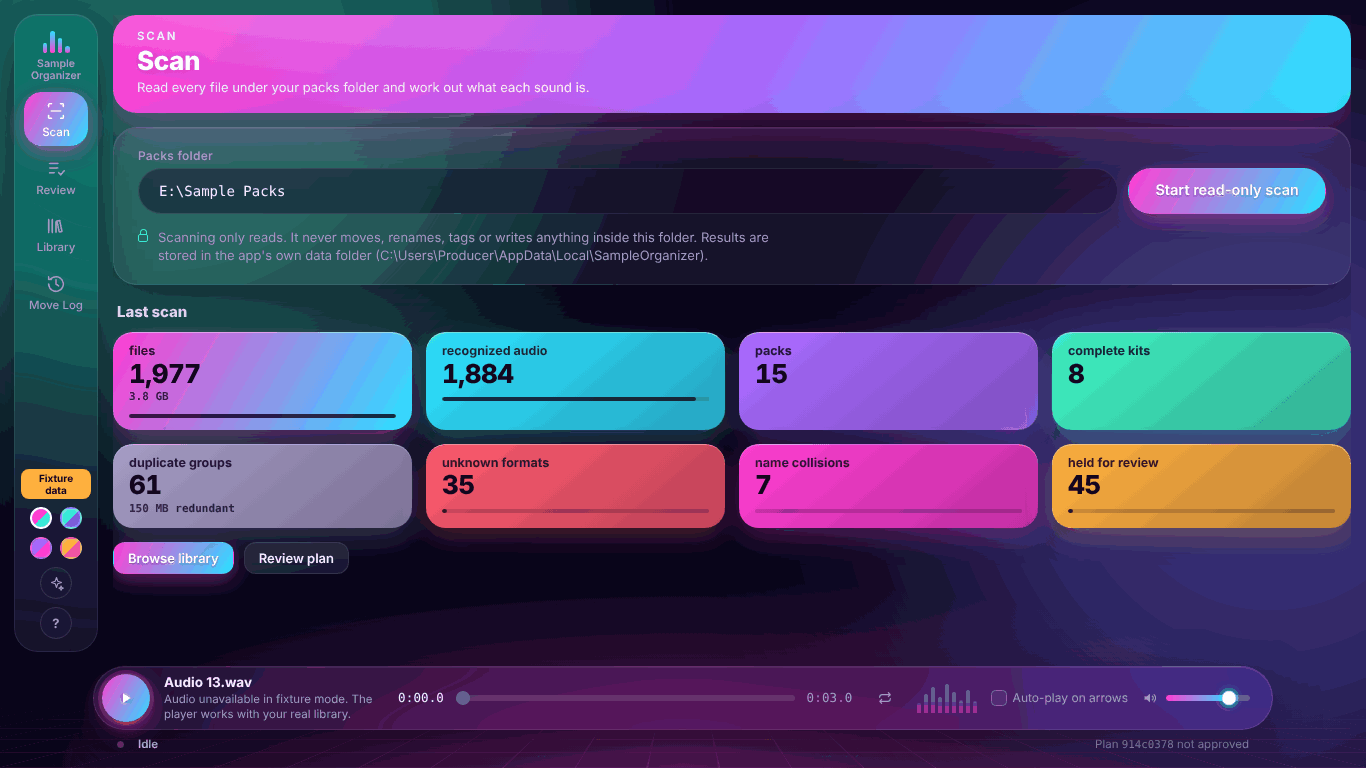 Sample
Organizer
Scan
Review
Library
Move Log
Fixture
data
?
SCAN
Scan
Read every file under your packs folder and work out what each sound is.
Packs folder
E:\Sample Packs
Start read-only scan
Scanning only reads. It never moves, renames, tags or writes anything inside this folder. Results are
stored in the app's own data folder (C:\Users\Producer\AppData\Local\SampleOrganizer).
Last scan
files
1,977
3.8 GB
recognized audio
1,884
packs
15
complete kits
8
duplicate groups
61
150 MB redundant
unknown formats
35
name collisions
7
held for review
45
Browse library
Review plan
Audio 13.wav
Audio unavailable in fixture mode. The
player works with your real library.
0:00.0
0:03.0
Auto-play on arrows
Idle
Plan 914c0378 not approved